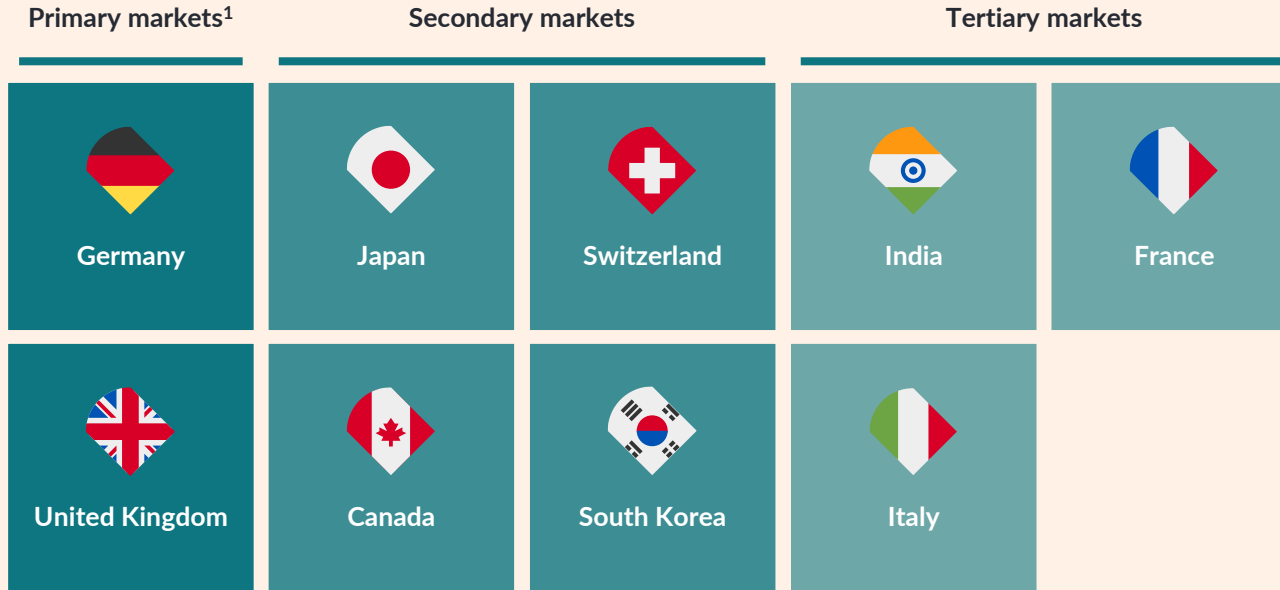 Primary markets¹
Secondary markets
Tertiary markets
Germany
Japan
Switzerland
India
France
United Kingdom
Canada
South Korea
Italy